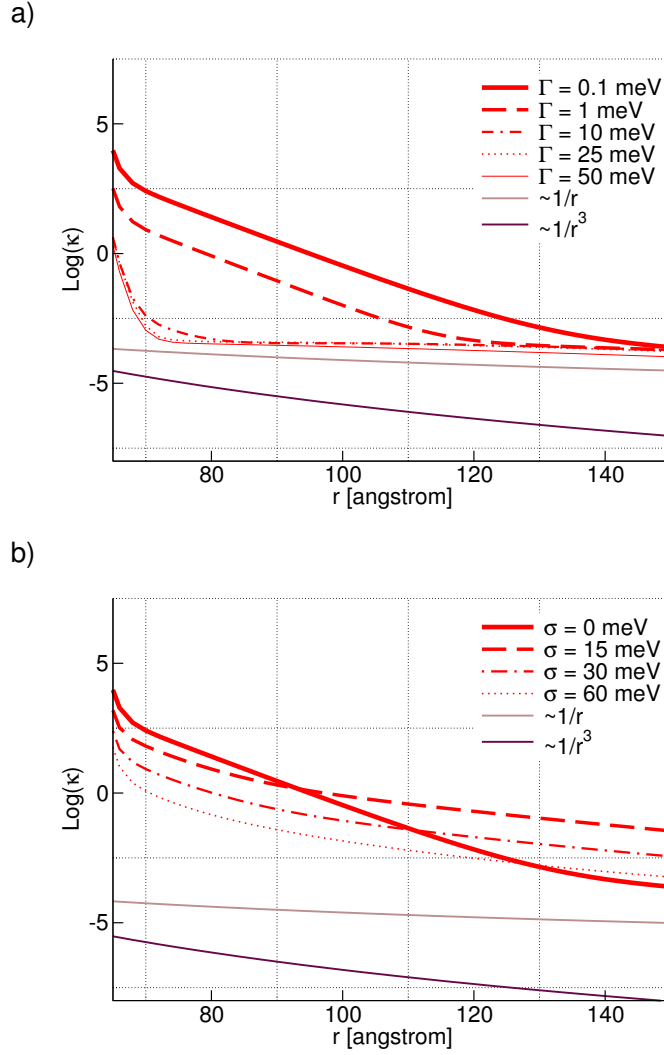 a)
Γ = 0.1 meV
Γ = 1 meV
Γ = 10 meV
Γ = 25 meV
Γ = 50 meV
~1/r
~1/r³
Log(κ)
5
0
-5
80 100 120 140
r [angstrom]
b)
σ = 0 meV
σ = 15 meV
σ = 30 meV
σ = 60 meV
~1/r
~1/r³
Log(κ)
5
0
-5
80 100 120 140
r [angstrom]